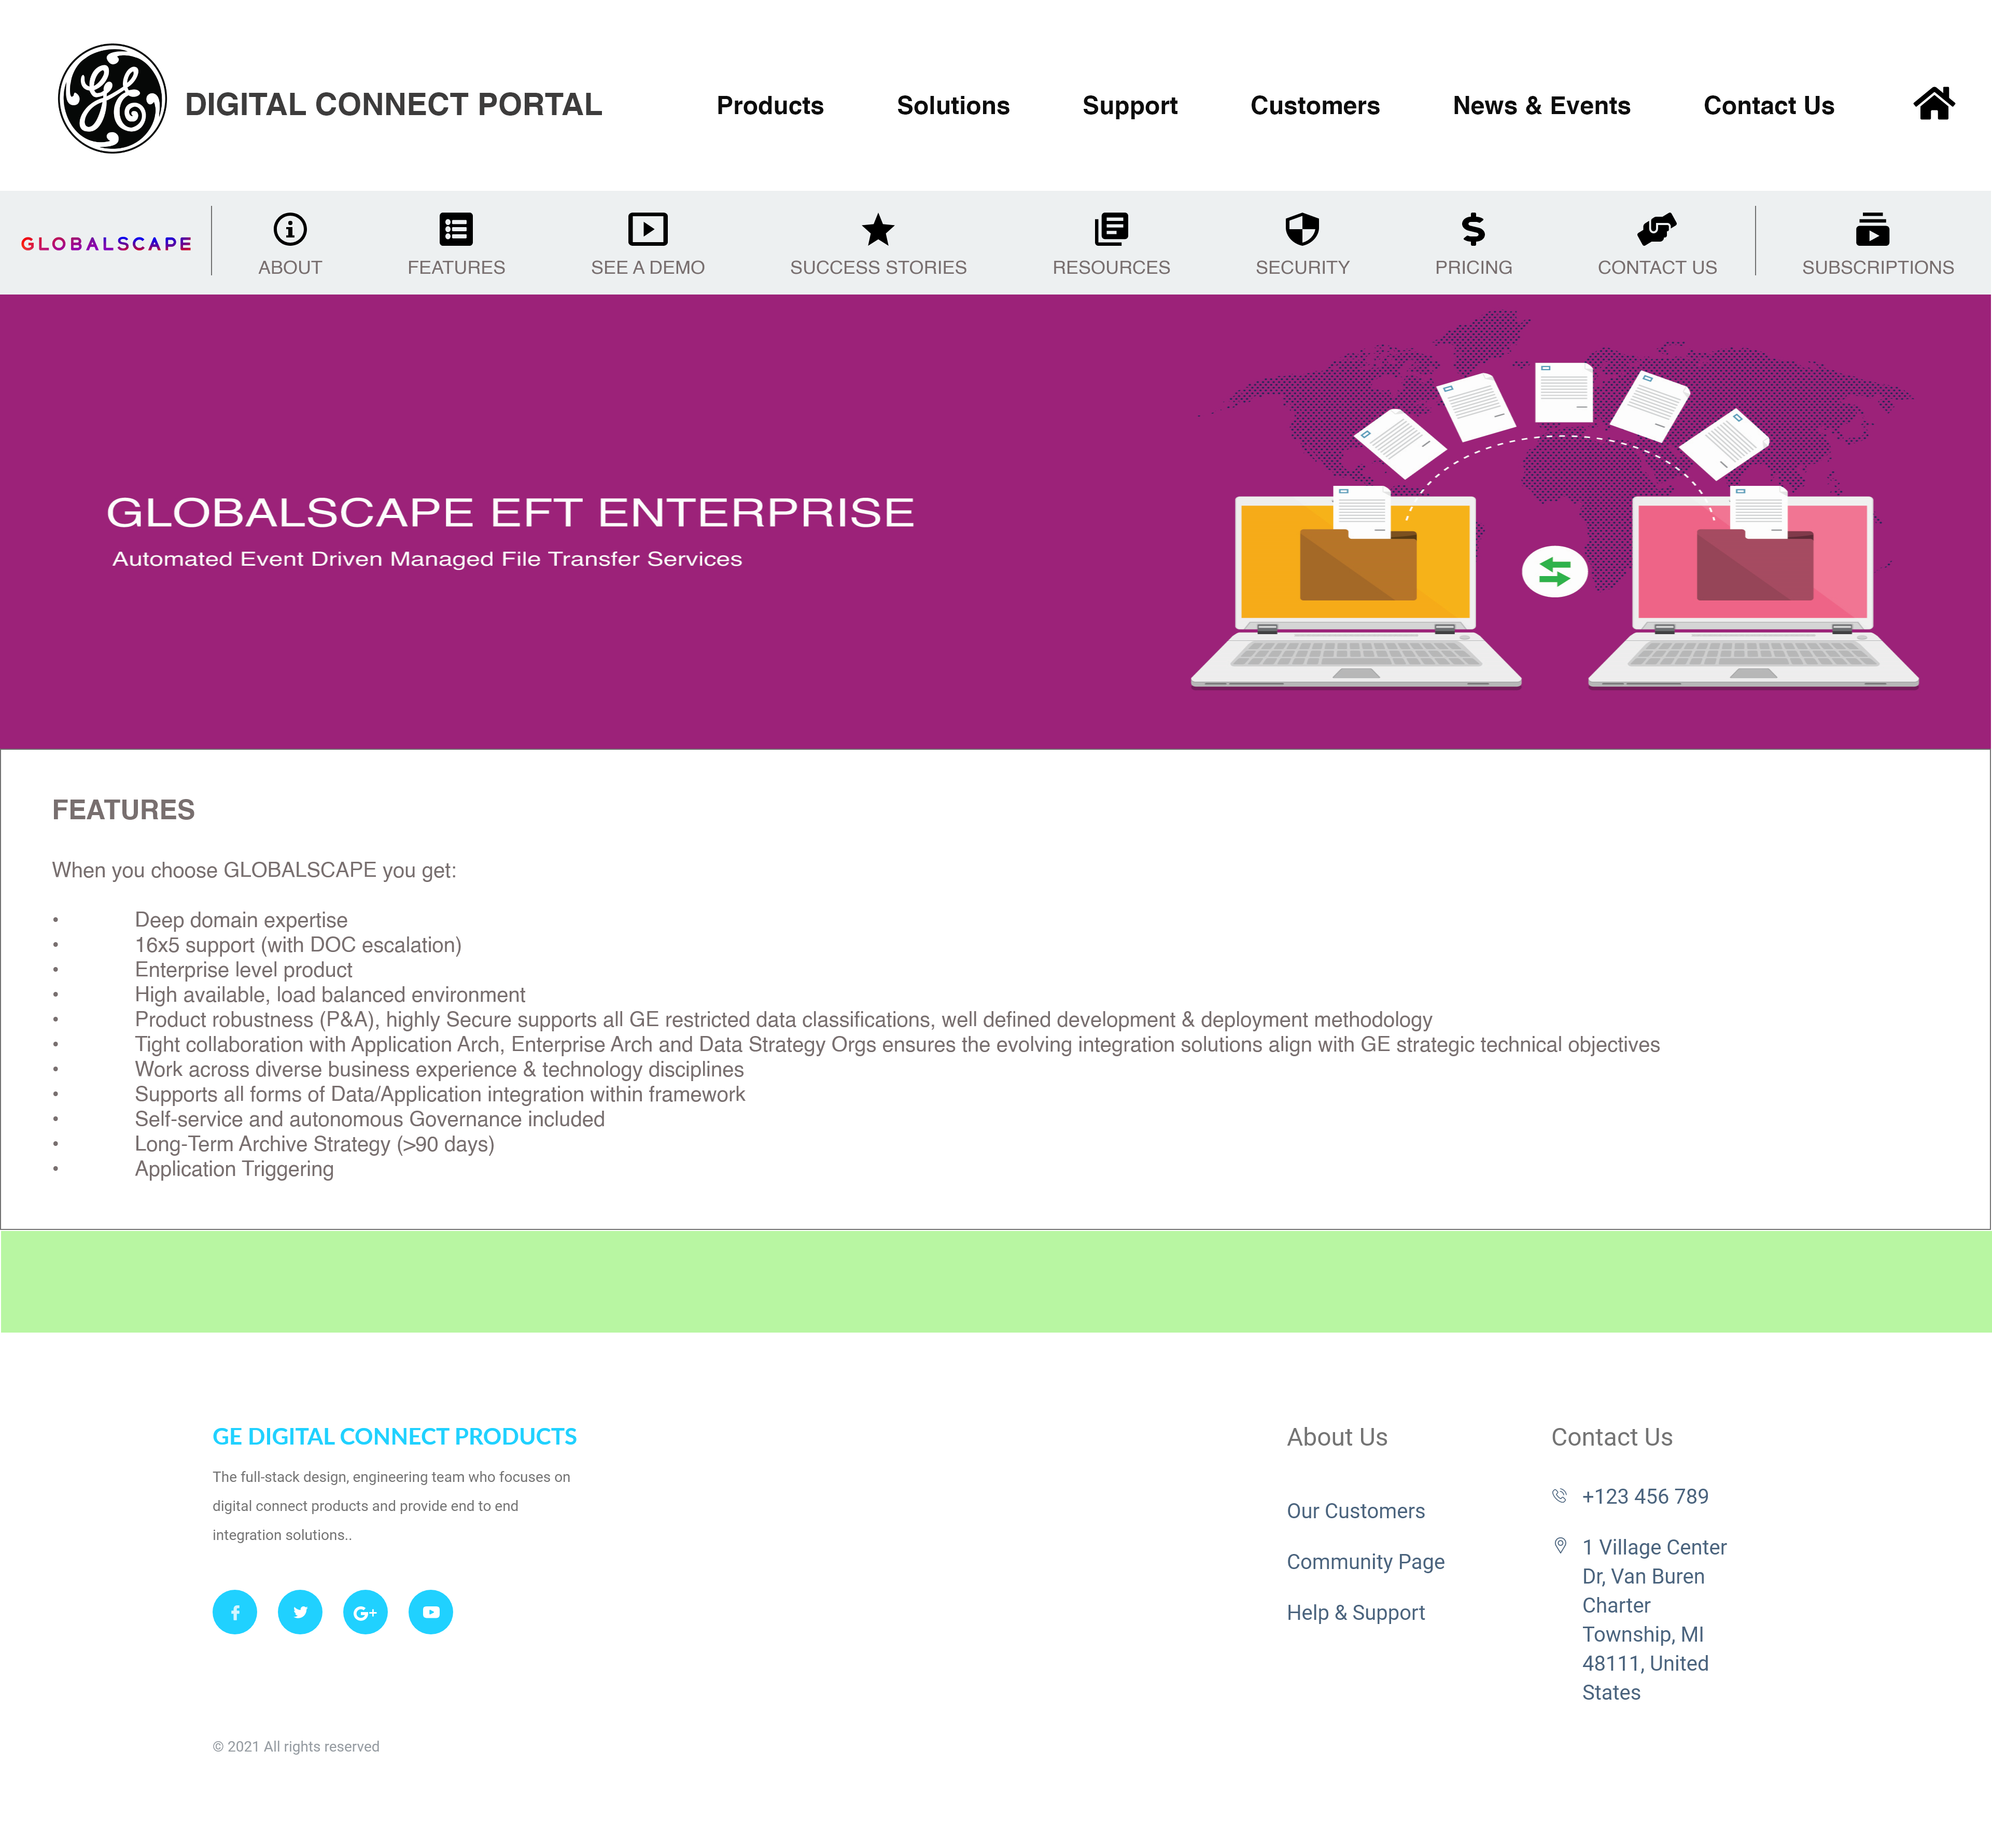 GE DIGITAL CONNECT PORTAL
Products Solutions Support Customers News & Events Contact Us
GLOBALSCAPE ABOUT FEATURES SEE A DEMO SUCCESS STORIES RESOURCES SECURITY PRICING CONTACT US SUBSCRIPTIONS
GLOBALSCAPE EFT ENTERPRISE
Automated Event Driven Managed File Transfer Services
FEATURES
When you choose GLOBALSCAPE you get:
• Deep domain expertise
• 16x5 support (with DOC escalation)
• Enterprise level product
• High available, load balanced environment
• Product robustness (P&A), highly Secure supports all GE restricted data classifications, well defined development & deployment methodology
• Tight collaboration with Application Arch, Enterprise Arch and Data Strategy Orgs ensures the evolving integration solutions align with GE strategic technical objectives
• Work across diverse business experience & technology disciplines
• Supports all forms of Data/Application integration within framework
• Self-service and autonomous Governance included
• Long-Term Archive Strategy (>90 days)
• Application Triggering
GE DIGITAL CONNECT PRODUCTS
The full-stack design, engineering team who focuses on
digital connect products and provide end to end
integration solutions..
© 2021 All rights reserved
About Us
Our Customers
Community Page
Help & Support
Contact Us
+123 456 789
1 Village Center
Dr, Van Buren
Charter
Township, MI
48111, United
States